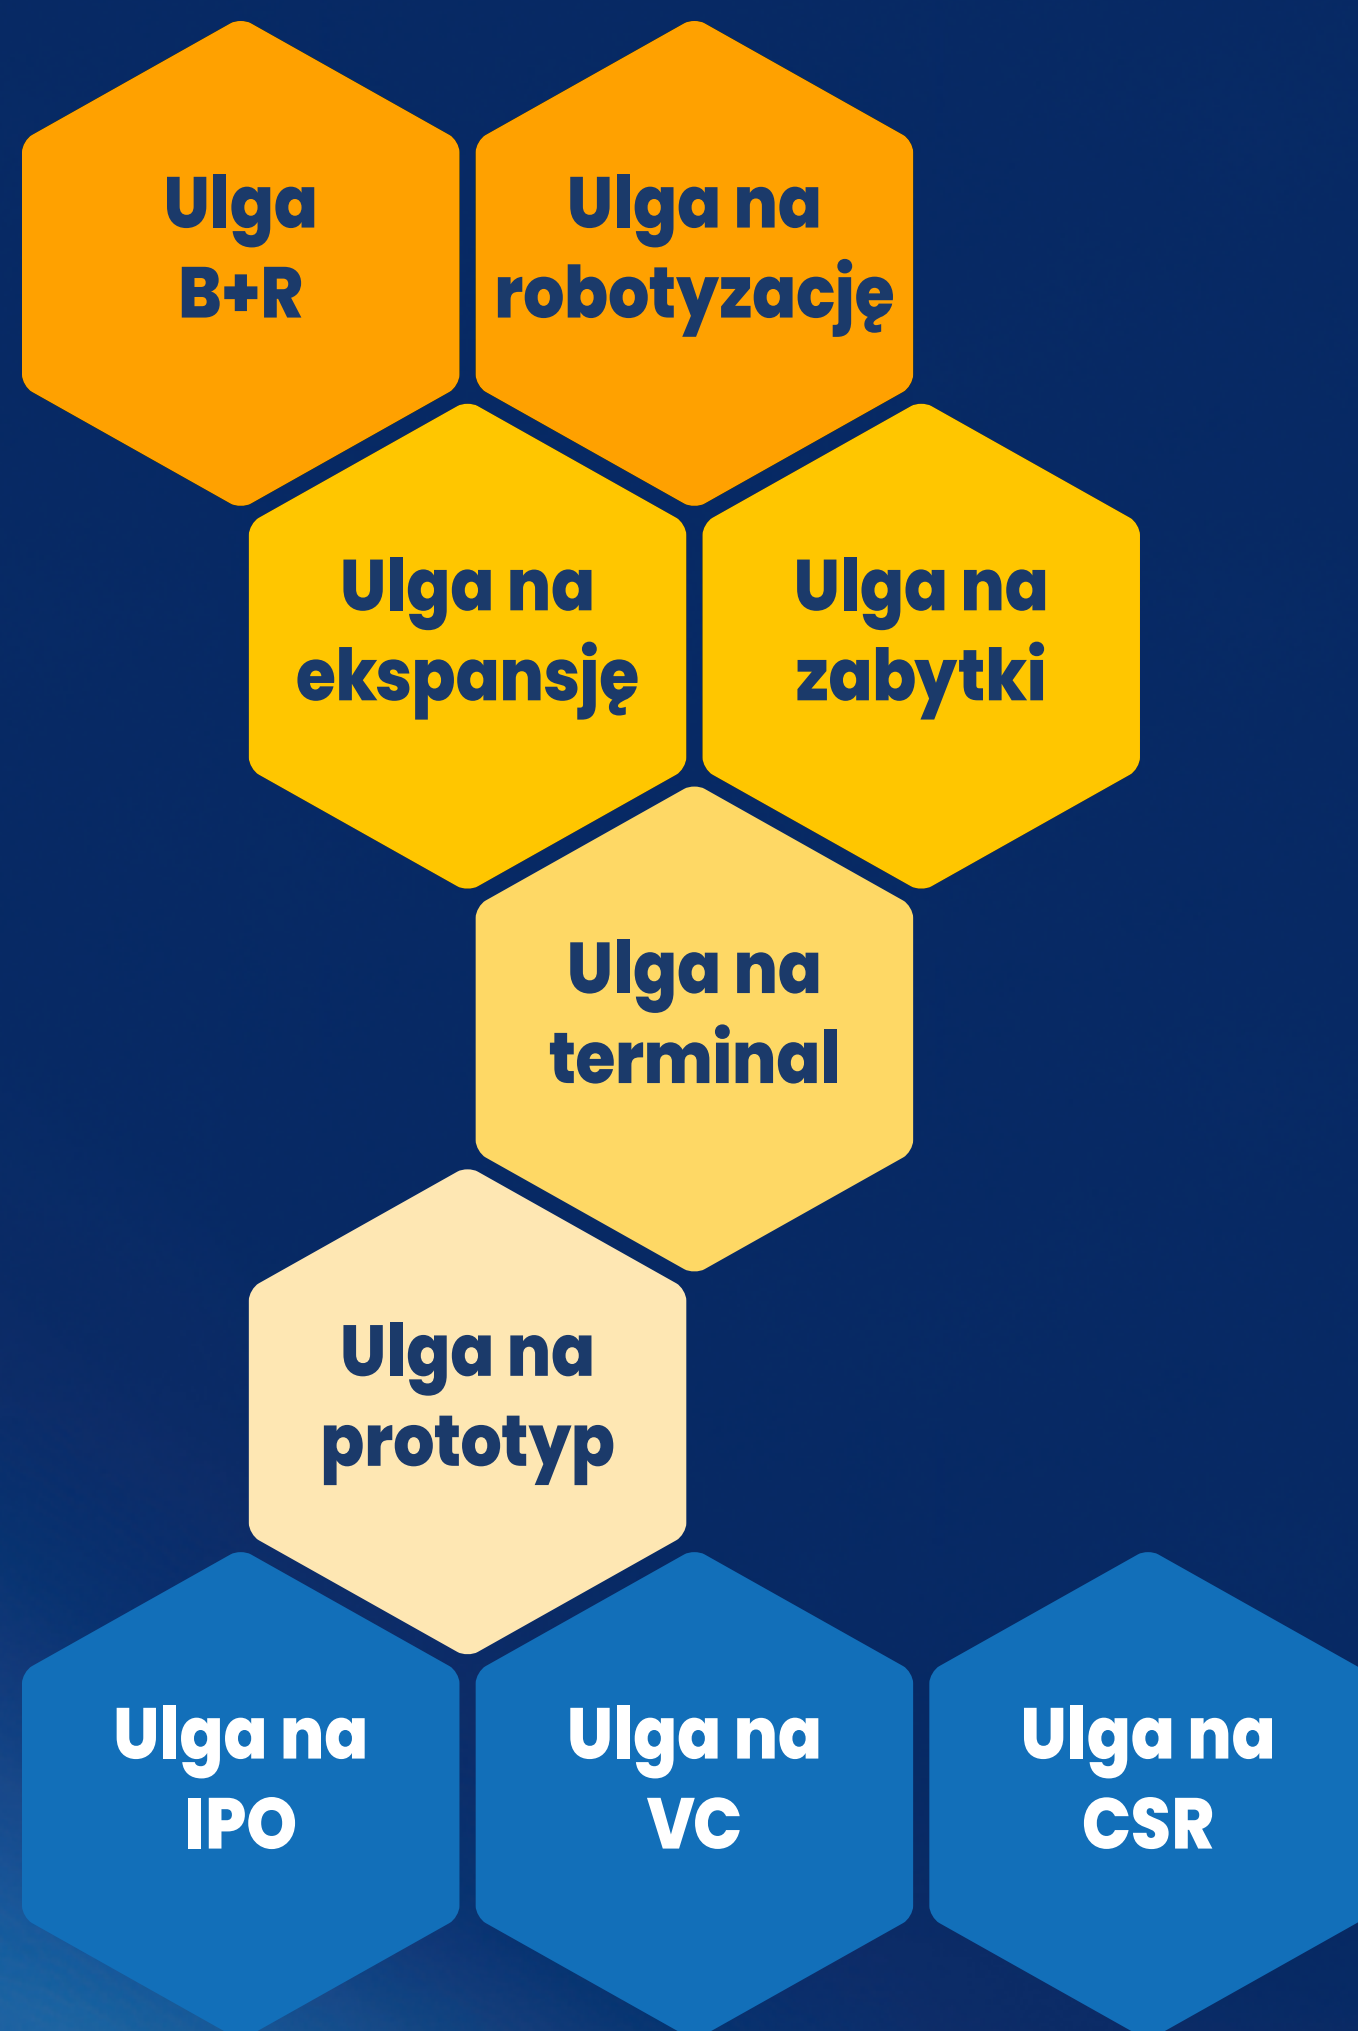 Ulga
B+R
Ulga na
robotyzację
Ulga na
ekspansję
Ulga na
zabytki
Ulga na
terminal
Ulga na
prototyp
Ulga na
IPO
Ulga na
VC
Ulga na
CSR